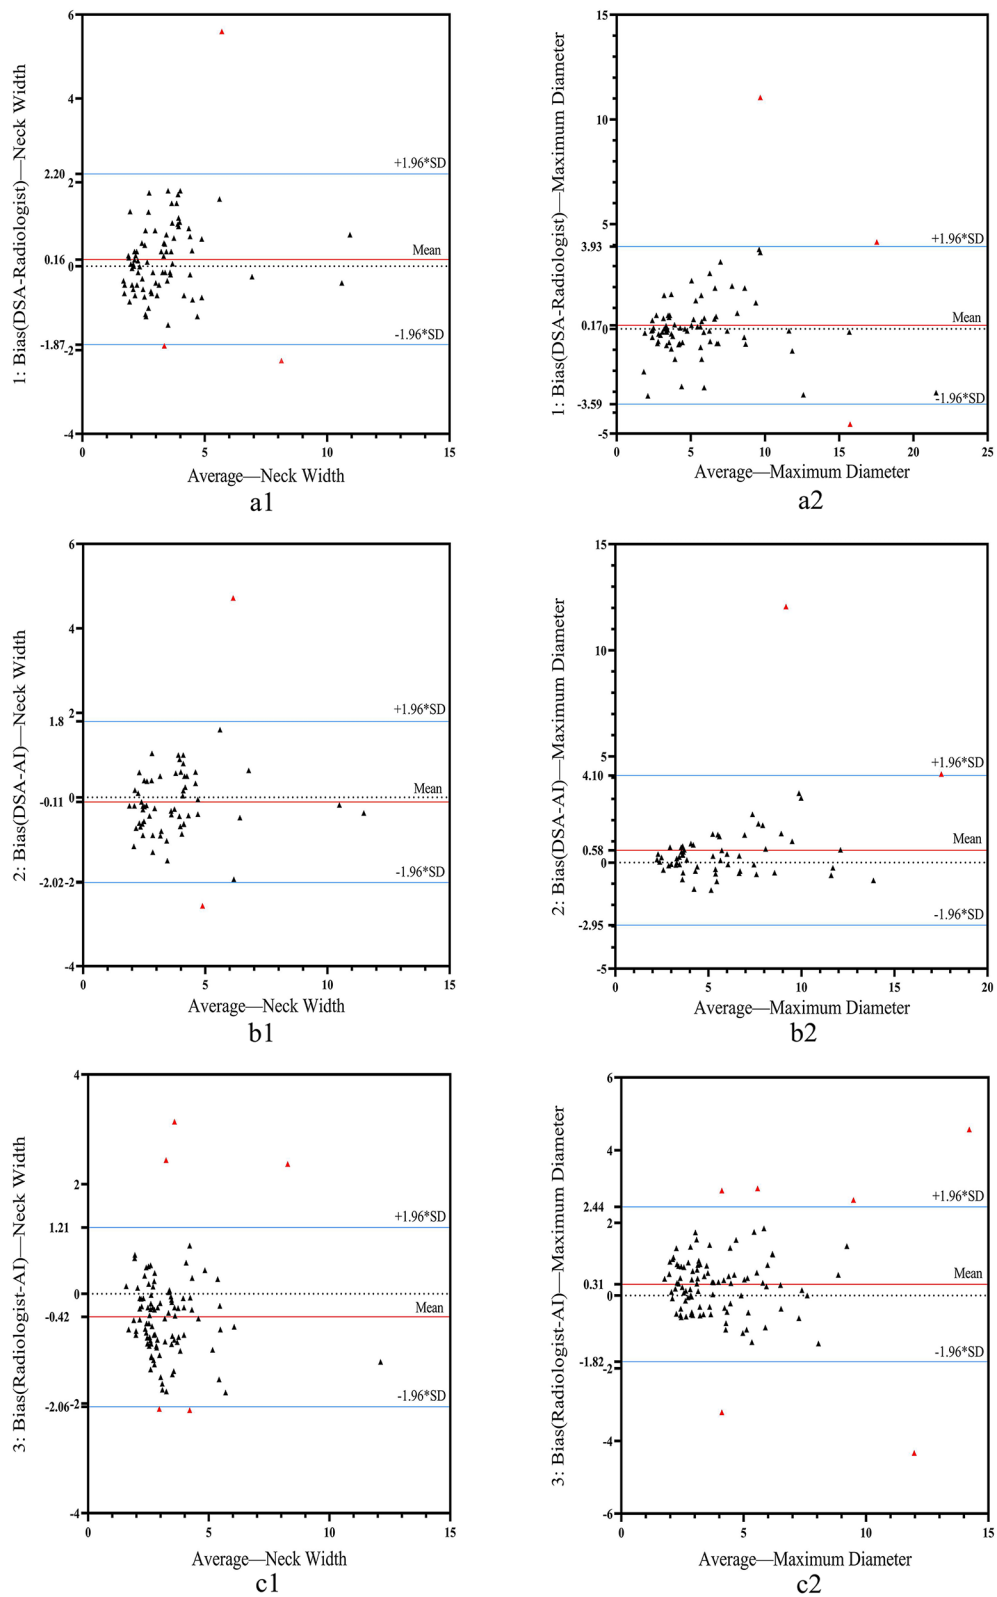 1: Bias(DSA-Radiologist)—Neck Width
6
4
2.20
2
0.16
0
-1.87
-2
-4
+1.96*SD
Mean
-1.96*SD
0
5
10
15
Average—Neck Width
a1
1: Bias(DSA-Radiologist)—Maximum Diameter
15
10
5
3.93
0.17
0
-3.59
-5
+1.96*SD
Mean
-1.96*SD
0
5
10
15
20
25
Average—Maximum Diameter
a2
2: Bias(DSA-AI)—Neck Width
6
4
2
1.8
0
-0.11
-2.02
-2
-4
+1.96*SD
Mean
-1.96*SD
0
5
10
15
Average—Neck Width
b1
2: Bias(DSA-AI)—Maximum Diameter
15
10
5
4.10
0.58
0
-2.95
-5
+1.96*SD
Mean
-1.96*SD
0
5
10
15
20
Average—Maximum Diameter
b2
3: Bias(Radiologist-AI)—Neck Width
4
2
1.21
0
-0.42
-2.06
-2
-4
+1.96*SD
Mean
-1.96*SD
0
5
10
15
Average—Neck Width
c1
3: Bias(Radiologist-AI)—Maximum Diameter
6
4
2.44
2
0.31
0
-1.82
-2
-4
-6
+1.96*SD
Mean
-1.96*SD
0
5
10
15
Average—Maximum Diameter
c2